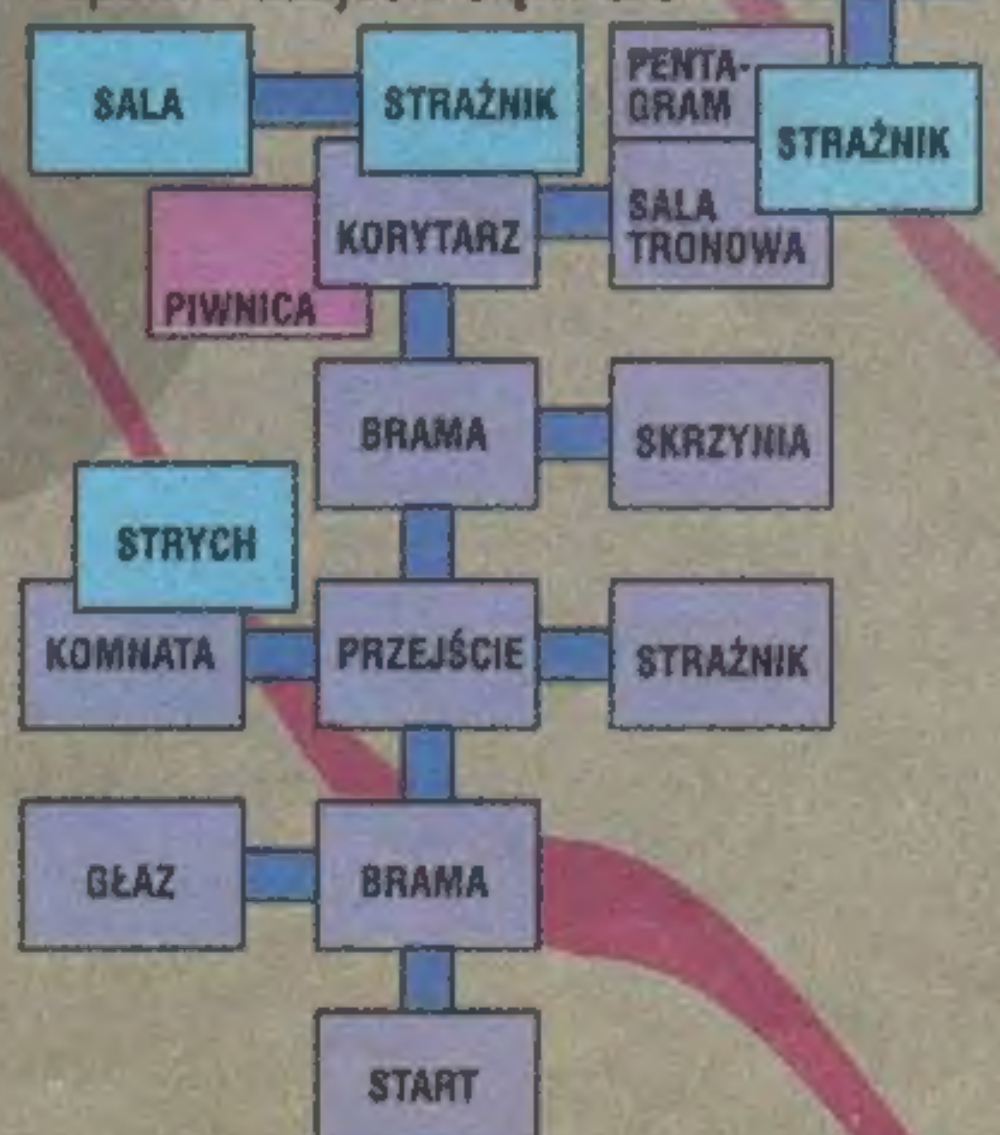 SALA
STRAŻNIK
PENTA-
GRAM
STRAŻNIK
KORYTARZ
SALA
TRONOWA
PIWNICA
BRAMA
SKRZYNIA
STRYCH
KOMNATA
PRZEJŚCIE
STRAŻNIK
GŁAZ
BRAMA
START